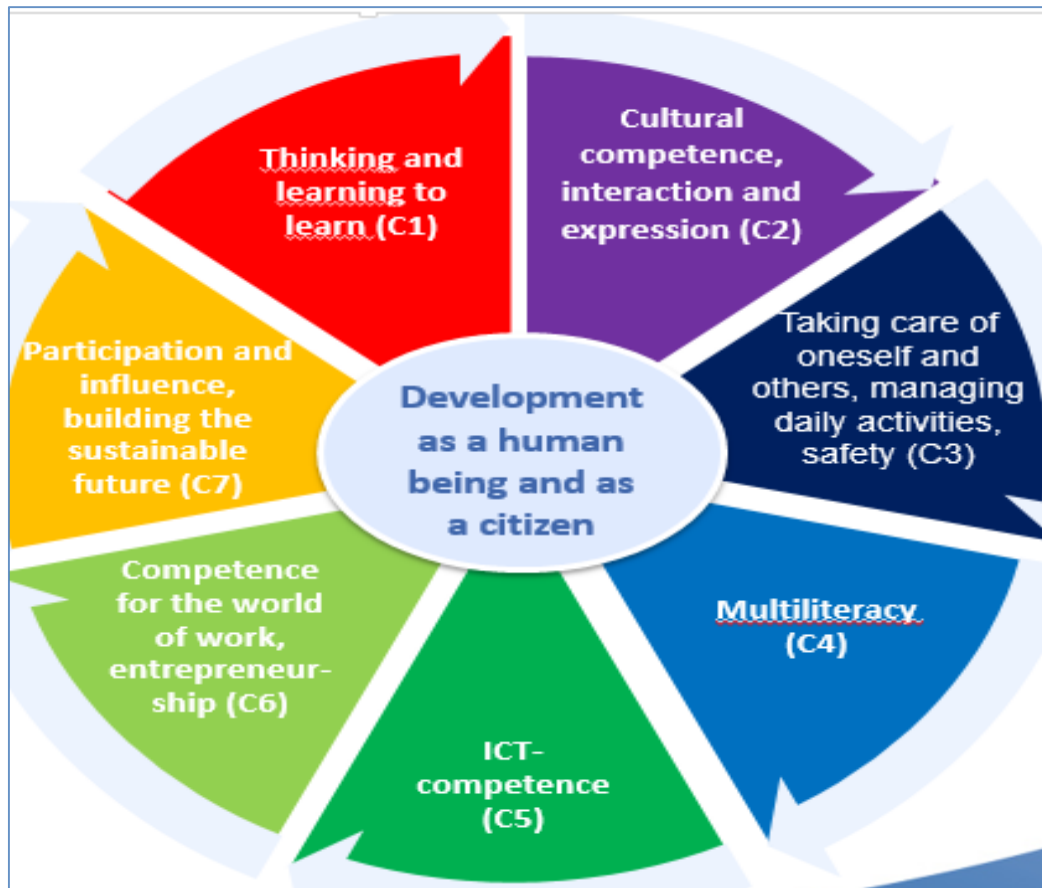 Thinking and
learning to
learn (C1)
Cultural
competence,
interaction and
expression (C2)
Taking care of
oneself and
others, managing
daily activities,
safety (C3)
Multiliteracy
(C4)
ICT-
competence
(C5)
Competence
for the world
of work,
entrepreneur-
ship (C6)
Participation and
influence,
building the
sustainable
future (C7)
Development
as a human
being and as
a citizen